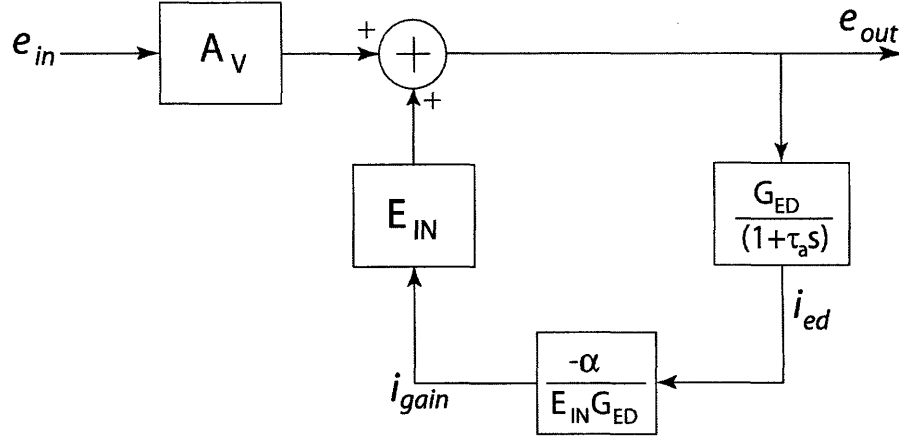 e_in
A_V
+
+
e_out
+
E_IN
G_ED
(1+τ_a s)
i_ed
-α
E_IN G_ED
i_gain